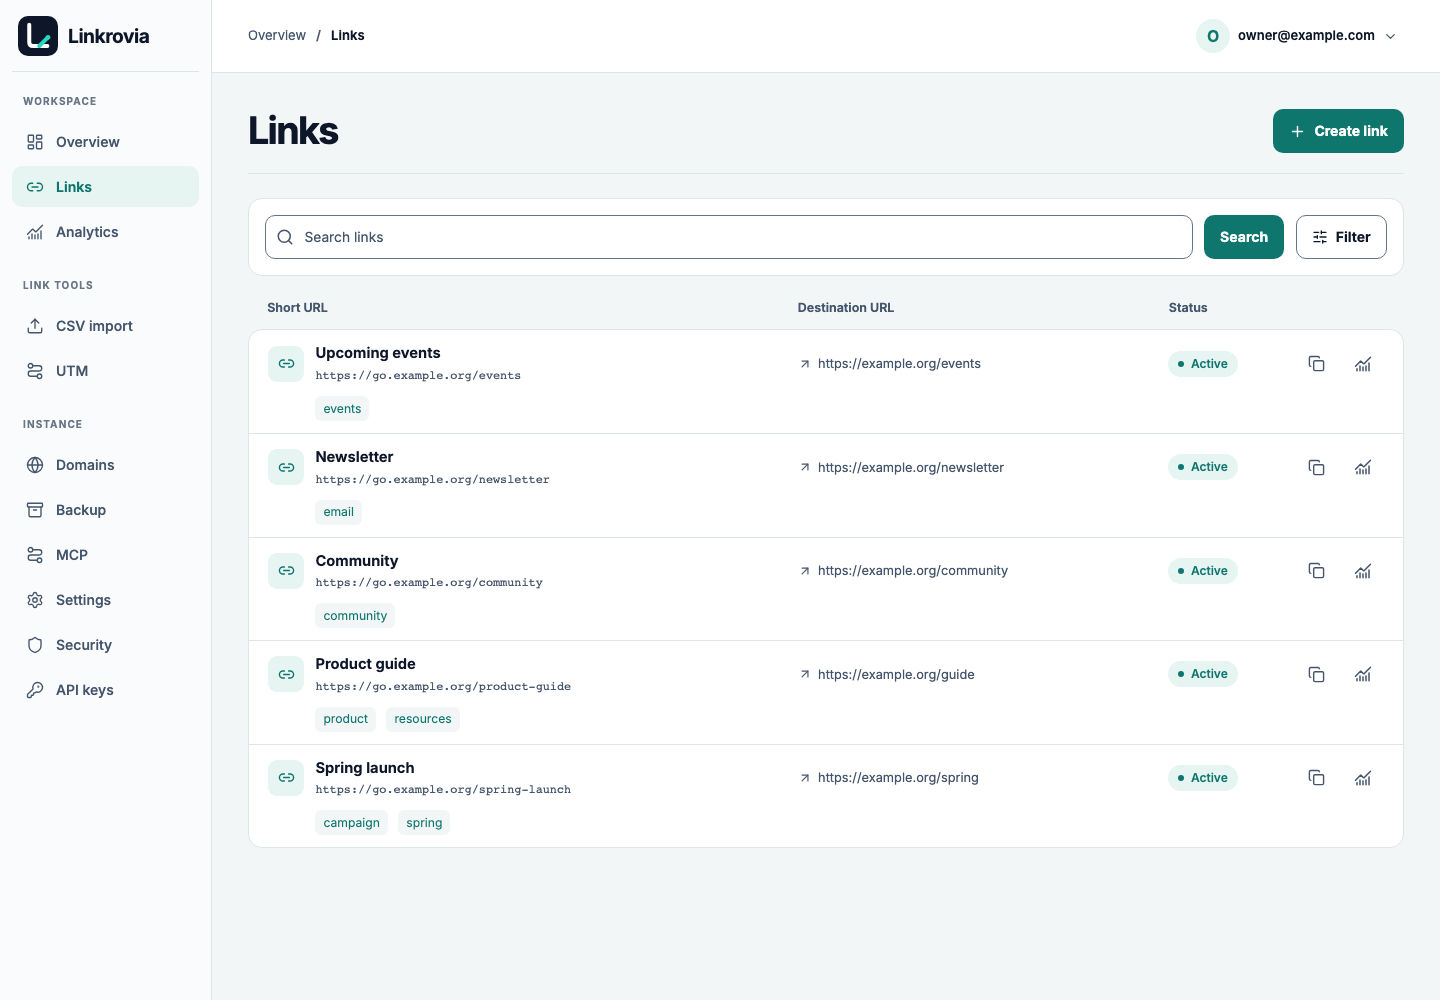 Linkrovia
WORKSPACE
Overview
Links
Analytics
LINK TOOLS
CSV import
UTM
INSTANCE
Domains
Backup
MCP
Settings
Security
API keys
Overview / Links
O owner@example.com
Links
Create link
Search links
Search
Filter
Short URL Destination URL Status
Upcoming events
https://go.example.org/events
events
https://example.org/events
Active
Newsletter
https://go.example.org/newsletter
email
https://example.org/newsletter
Active
Community
https://go.example.org/community
community
https://example.org/community
Active
Product guide
https://go.example.org/product-guide
product resources
https://example.org/guide
Active
Spring launch
https://go.example.org/spring-launch
campaign spring
https://example.org/spring
Active